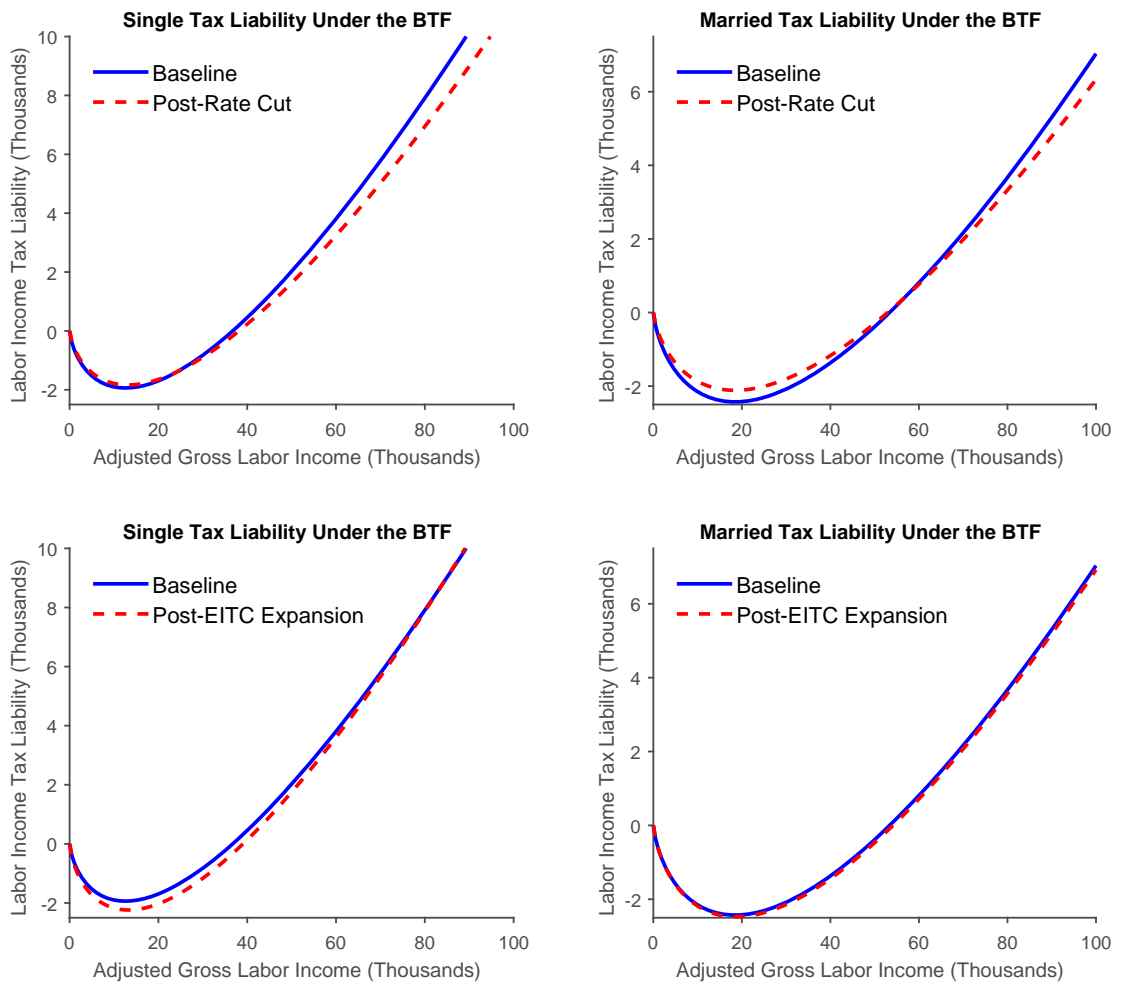 Single Tax Liability Under the BTF
Labor Income Tax Liability (Thousands)
10
8
6
4
2
0
-2
Baseline
Post-Rate Cut
0 20 40 60 80 100
Adjusted Gross Labor Income (Thousands)
Married Tax Liability Under the BTF
Labor Income Tax Liability (Thousands)
6
4
2
0
-2
Baseline
Post-Rate Cut
0 20 40 60 80 100
Adjusted Gross Labor Income (Thousands)
Single Tax Liability Under the BTF
Labor Income Tax Liability (Thousands)
10
8
6
4
2
0
-2
Baseline
Post-EITC Expansion
0 20 40 60 80 100
Adjusted Gross Labor Income (Thousands)
Married Tax Liability Under the BTF
Labor Income Tax Liability (Thousands)
6
4
2
0
-2
Baseline
Post-EITC Expansion
0 20 40 60 80 100
Adjusted Gross Labor Income (Thousands)